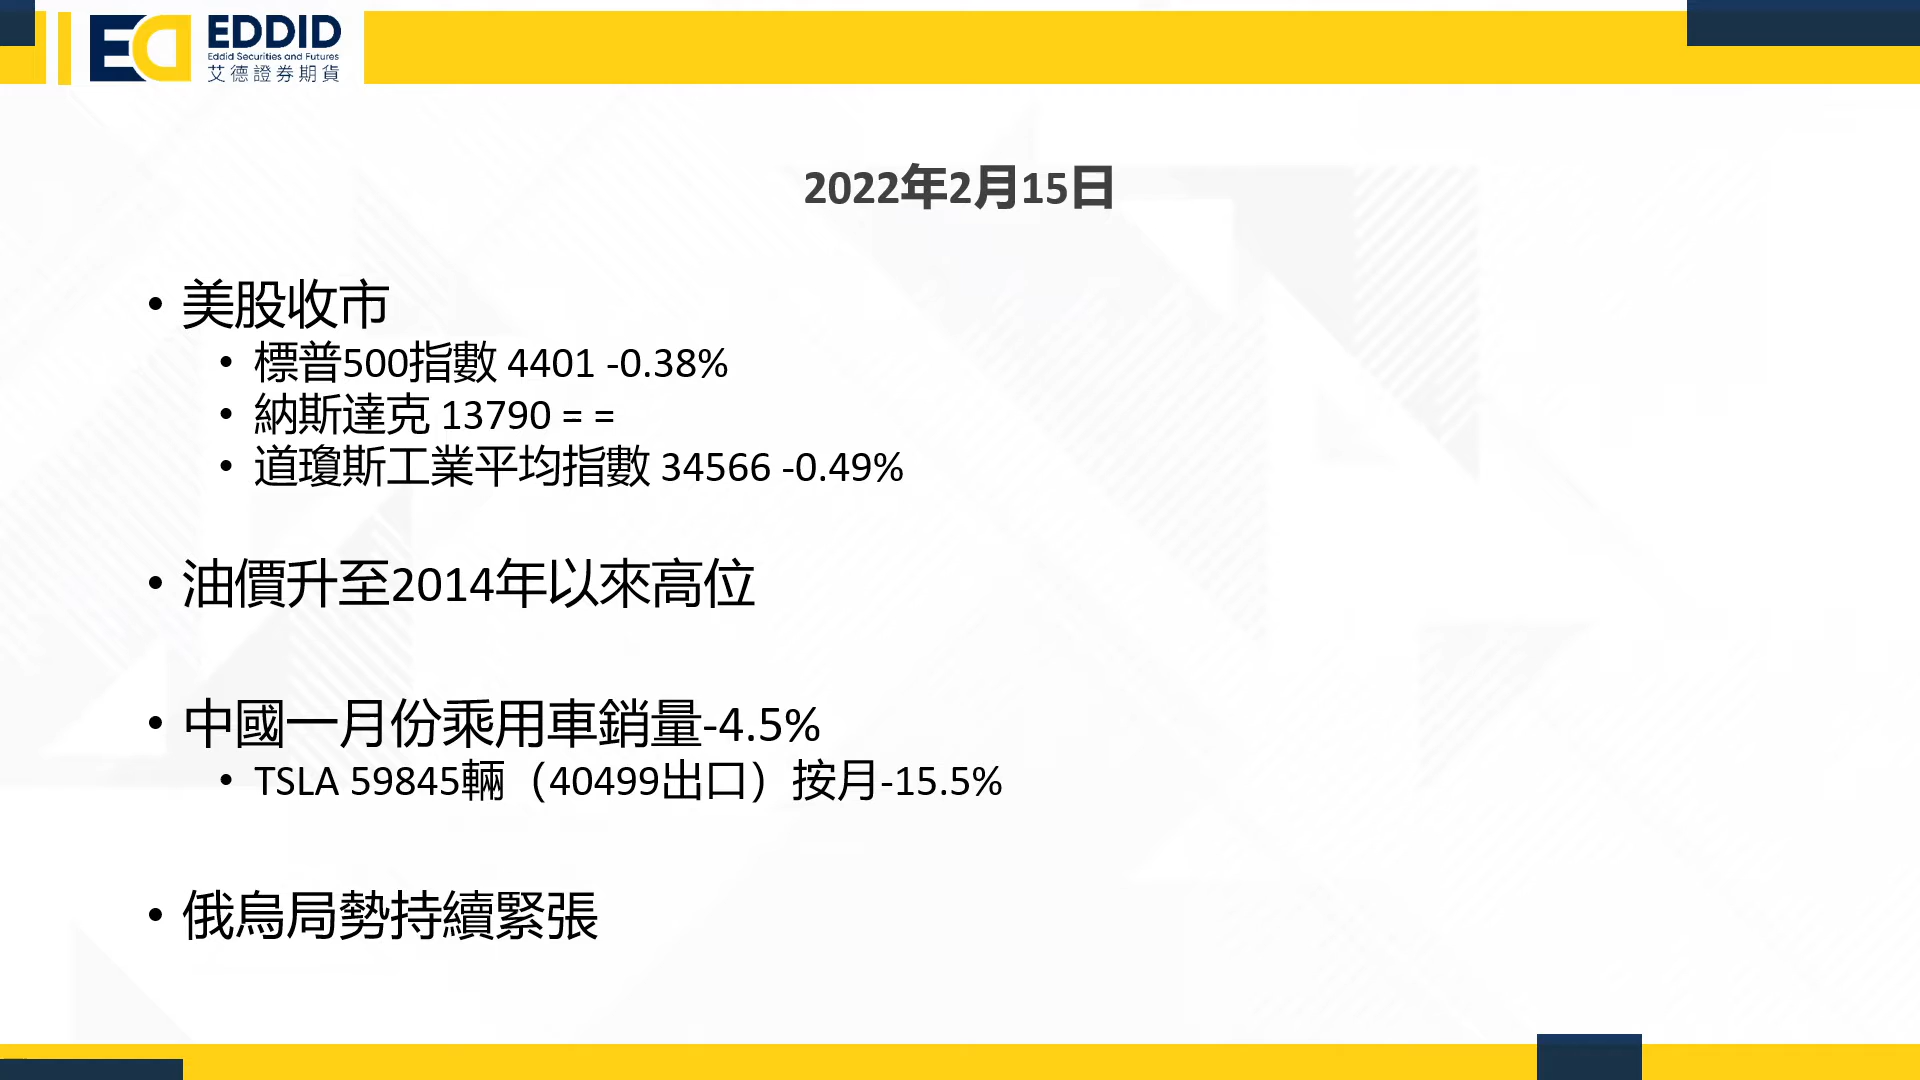 EDDID
Eddid Securities and Futures
艾德證券期貨
2022年2月15日
• 美股收市
• 標普500指數 4401 -0.38%
• 納斯達克 13790 = =
• 道瓊斯工業平均指數 34566 -0.49%
• 油價升至2014年以來高位
• 中國一月份乘用車銷量-4.5%
• TSLA 59845輛（40499出口）按月-15.5%
• 俄烏局勢持續緊張